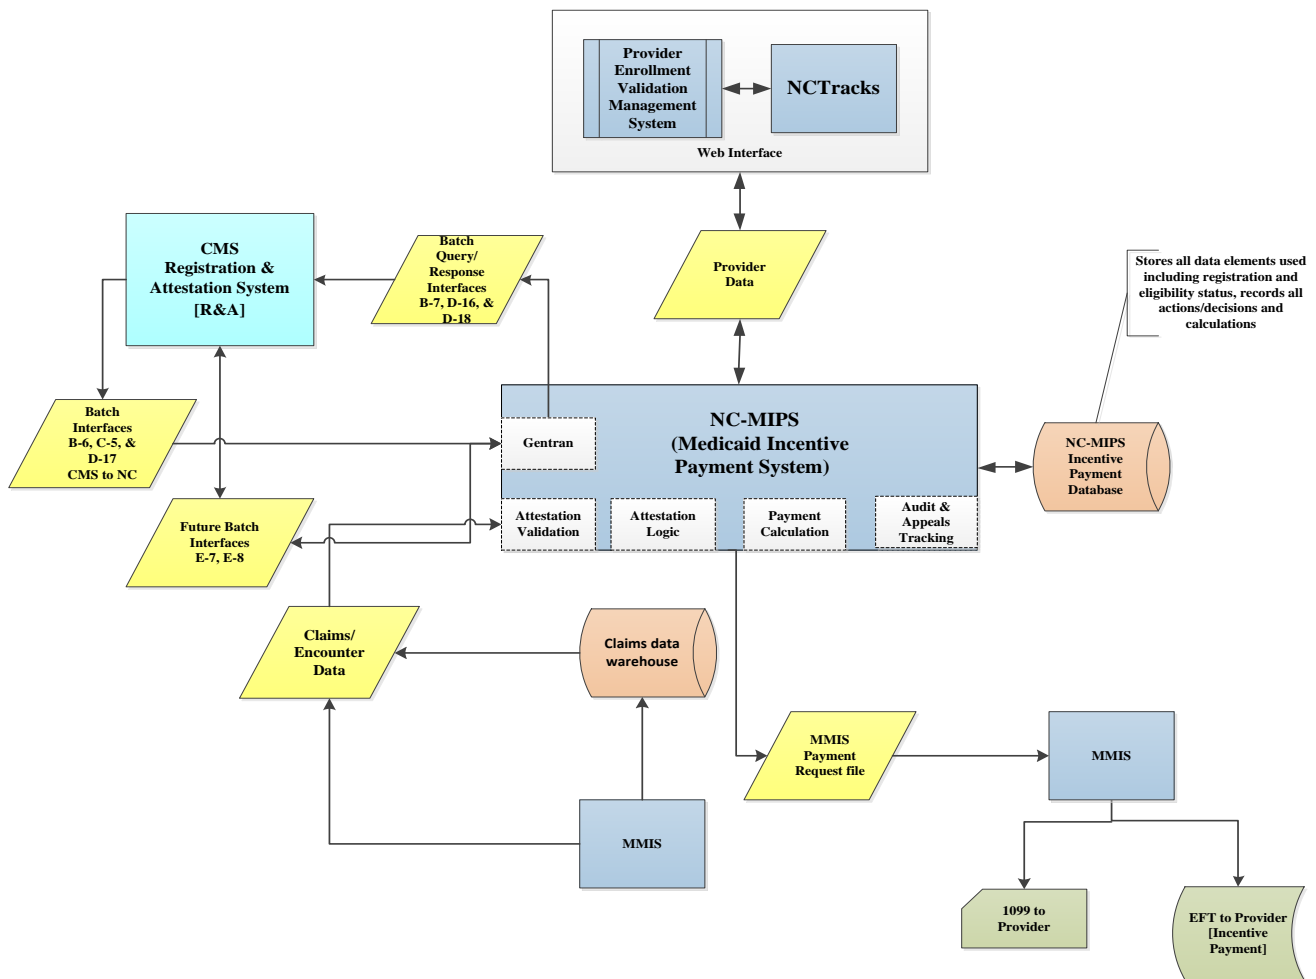 Provider
Enrollment
Validation
Management
System
NCTracks
Web Interface
CMS
Registration &
Attestation System
[R&A]
Batch
Query/
Response
Interfaces
B-7, D-16, &
D-18
Provider
Data
Stores all data elements used
including registration and
eligibility status, records all
actions/decisions and
calculations
Batch
Interfaces
B-6, C-5, &
D-17
CMS to NC
Gentran
NC-MIPS
(Medicaid Incentive
Payment System)
NC-MIPS
Incentive
Payment
Database
Future Batch
Interfaces
E-7, E-8
Attestation
Validation
Attestation
Logic
Payment
Calculation
Audit &
Appeals
Tracking
Claims/
Encounter
Data
Claims data
warehouse
MMIS
Payment
Request file
MMIS
MMIS
1099 to
Provider
EFT to Provider
[Incentive
Payment]